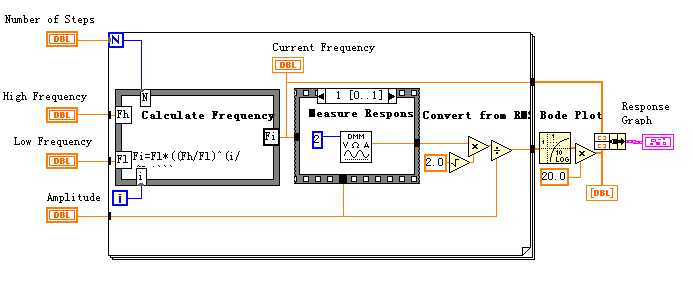 Number of Steps
DBL
N
Current Frequency
DBL
High Frequency
DBL
Low Frequency
DBL
Amplitude
DBL
N
Fh
Calculate Frequency
Fl
Fi=Fl*((Fh/Fl)^(i/
Fi
i
i
1 [0..1]
Measure Respons
2
DMM
V Ω A
Convert from RMS
2.0
√
×
÷
Bode Plot
10
LOG
×
20.0
[DBL]
Response
Graph